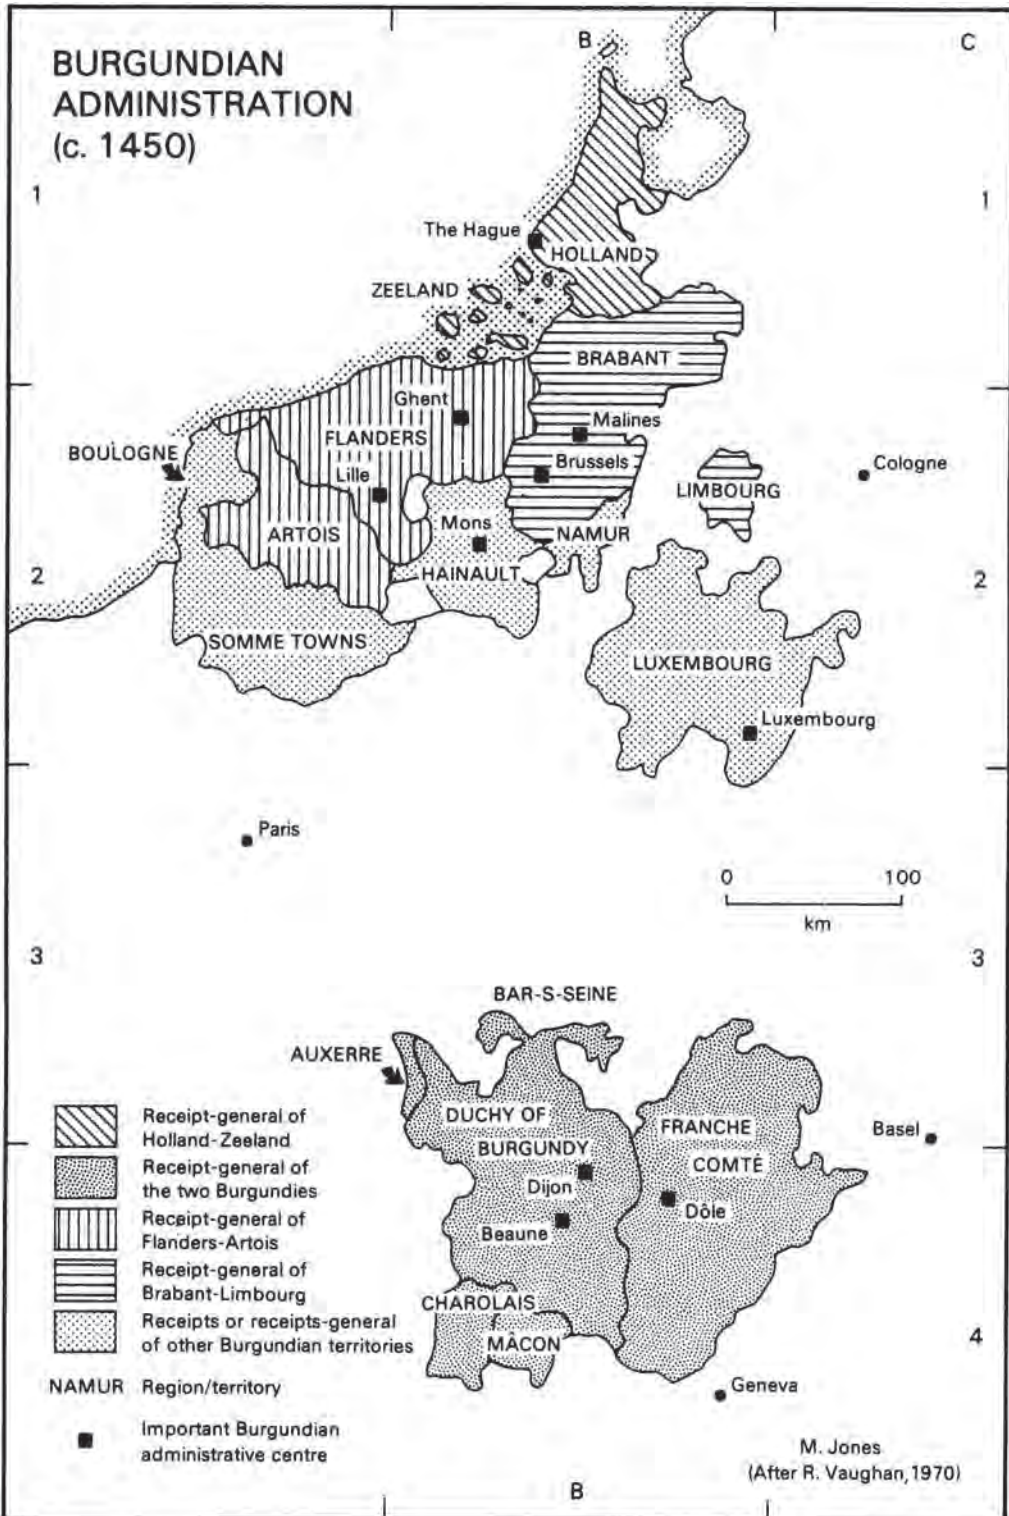 BURGUNDIAN
ADMINISTRATION
(c. 1450)
B
C
1
1
The Hague
HOLLAND
ZEELAND
BRABANT
Ghent
Malines
FLANDERS
BOULOGNE
Brussels
Cologne
Lille
LIMBOURG
Mons
ARTOIS
NAMUR
HAINAULT
2
2
SOMME TOWNS
LUXEMBOURG
Luxembourg
Paris
0 100
km
3
3
BAR-S-SEINE
AUXERRE
DUCHY OF
BURGUNDY
FRANCHE
COMTÉ
Basel
Dijon
Dôle
Beaune
CHAROLAIS
MÂCON
4
Geneva
Receipt-general of
Holland-Zeeland
Receipt-general of
the two Burgundies
Receipt-general of
Flanders-Artois
Receipt-general of
Brabant-Limbourg
Receipts or receipts-general
of other Burgundian territories
NAMUR Region/territory
Important Burgundian
administrative centre
M. Jones
(After R. Vaughan, 1970)
B